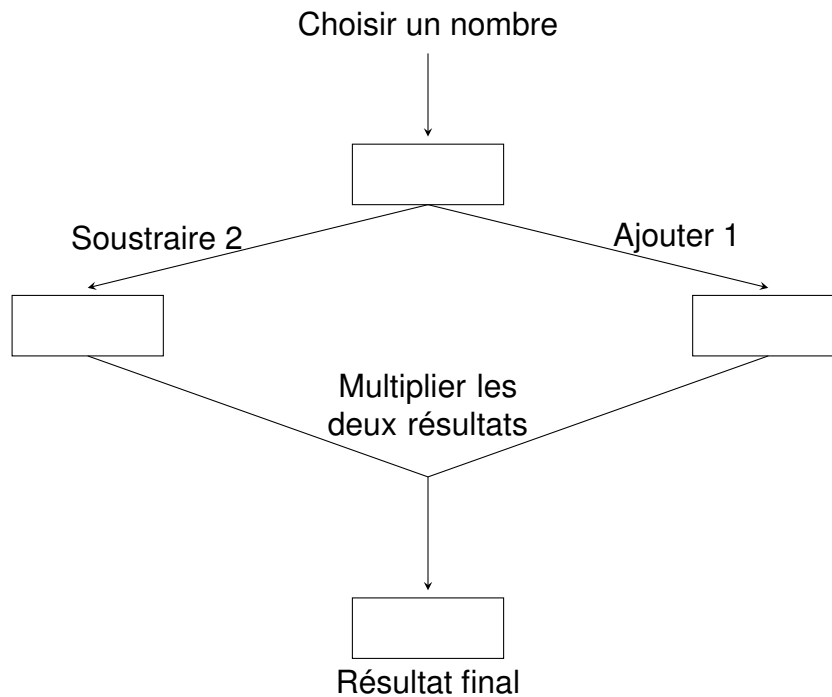 Choisir un nombre
Soustraire 2
Ajouter 1
Multiplier les
deux résultats
Résultat final